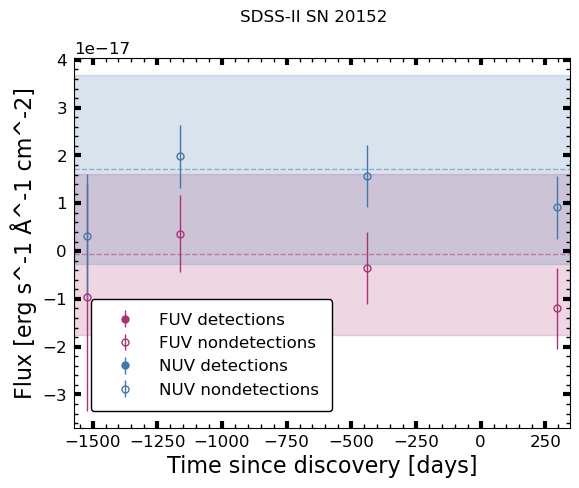 SDSS-II SN 20152
1e−17
Flux [erg s^-1 Å^-1 cm^-2]
4
3
2
1
0
−1
−2
−3
FUV detections
FUV nondetections
NUV detections
NUV nondetections
−1500 −1250 −1000 −750 −500 −250 0 250
Time since discovery [days]